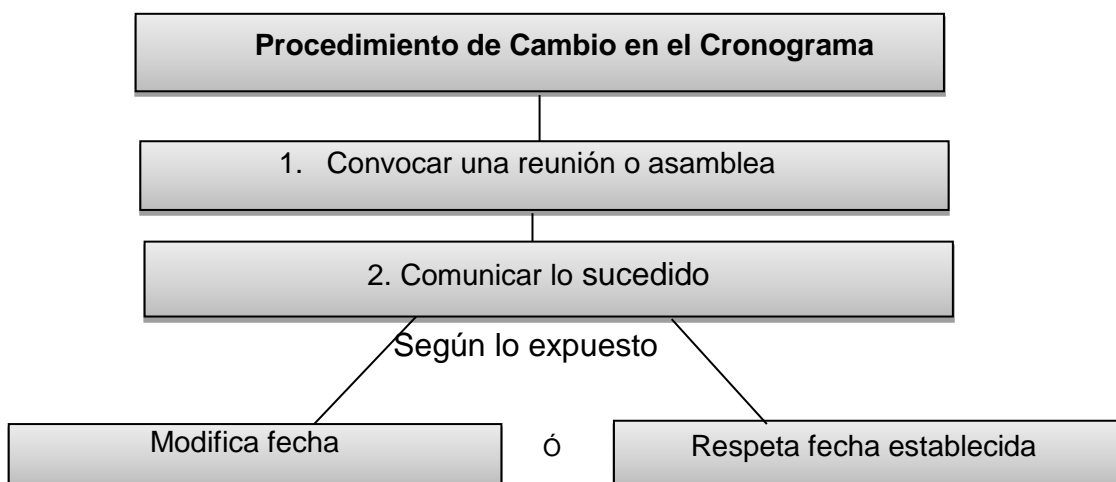 Procedimiento de Cambio en el Cronograma
1. Convocar una reunión o asamblea
2. Comunicar lo sucedido
Según lo expuesto
Modifica fecha
Ó
Respeta fecha establecida